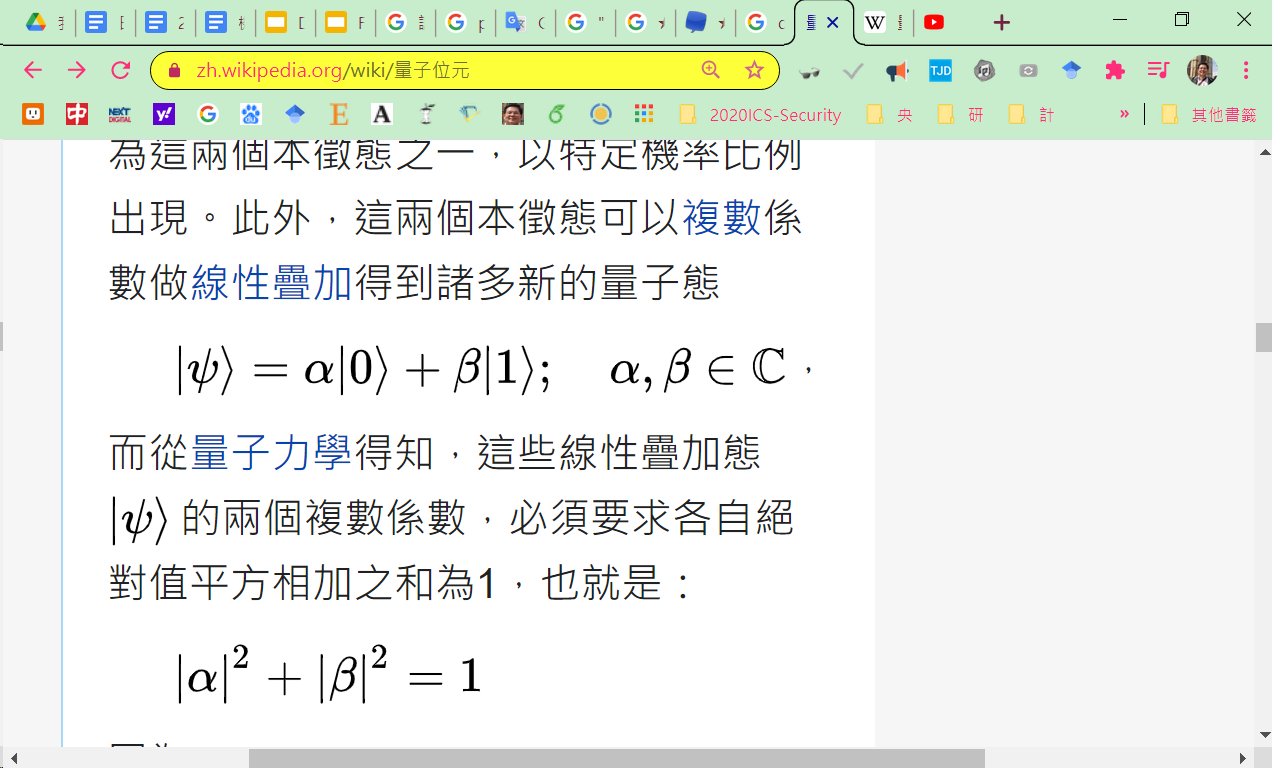 zh.wikipedia.org/wiki/量子位元
TJD
中 NEXT DIGITAL y! G E A 6 2020ICS-Security 央 研 計 » 其他書籤
為這兩個本徵態之一，以特定機率比例
出現。此外，這兩個本徵態可以複數係
數做線性疊加得到諸多新的量子態
|ψ⟩ = α|0⟩ + β|1⟩; α, β ∈ ℂ，
而從量子力學得知，這些線性疊加態
|ψ⟩ 的兩個複數係數，必須要求各自絕
對值平方相加之和為1，也就是：
|α|² + |β|² = 1